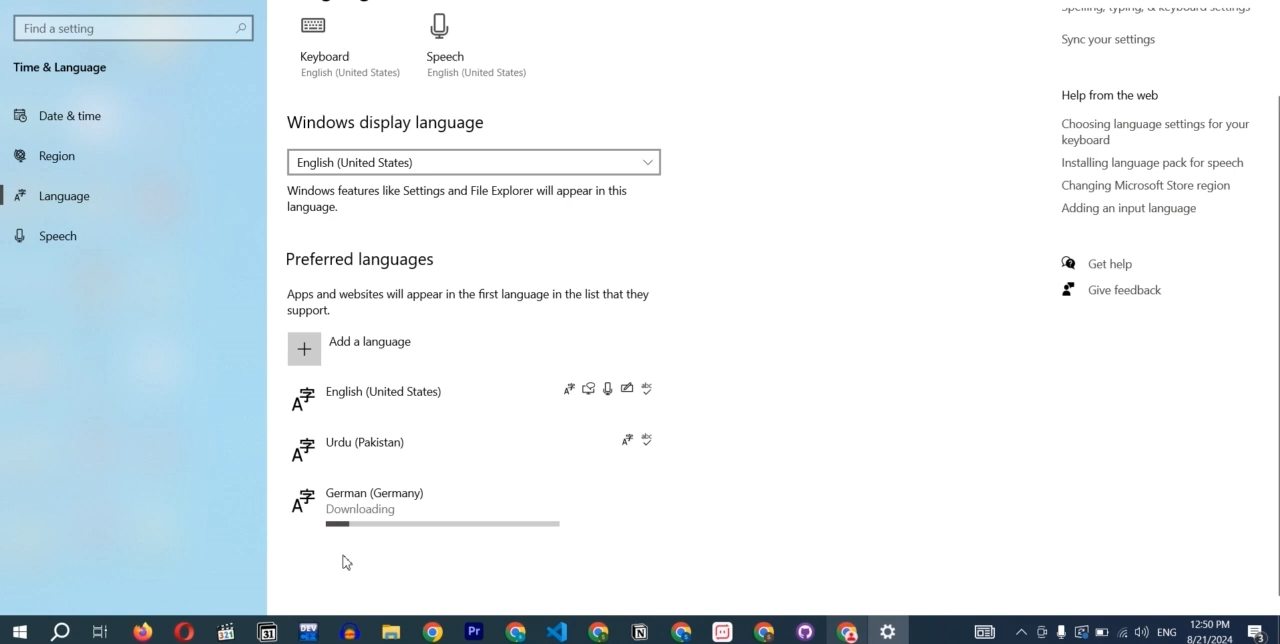 Find a setting
Time & Language
Date & time
Region
Language
Speech
Keyboard
English (United States)
Speech
English (United States)
Windows display language
English (United States)
Windows features like Settings and File Explorer will appear in this
language.
Preferred languages
Apps and websites will appear in the first language in the list that they
support.
Add a language
English (United States)
Urdu (Pakistan)
German (Germany)
Downloading
Spelling, typing, & keyboard settings
Sync your settings
Help from the web
Choosing language settings for your
keyboard
Installing language pack for speech
Changing Microsoft Store region
Adding an input language
Get help
Give feedback
ENG
12:50 PM
8/21/2024